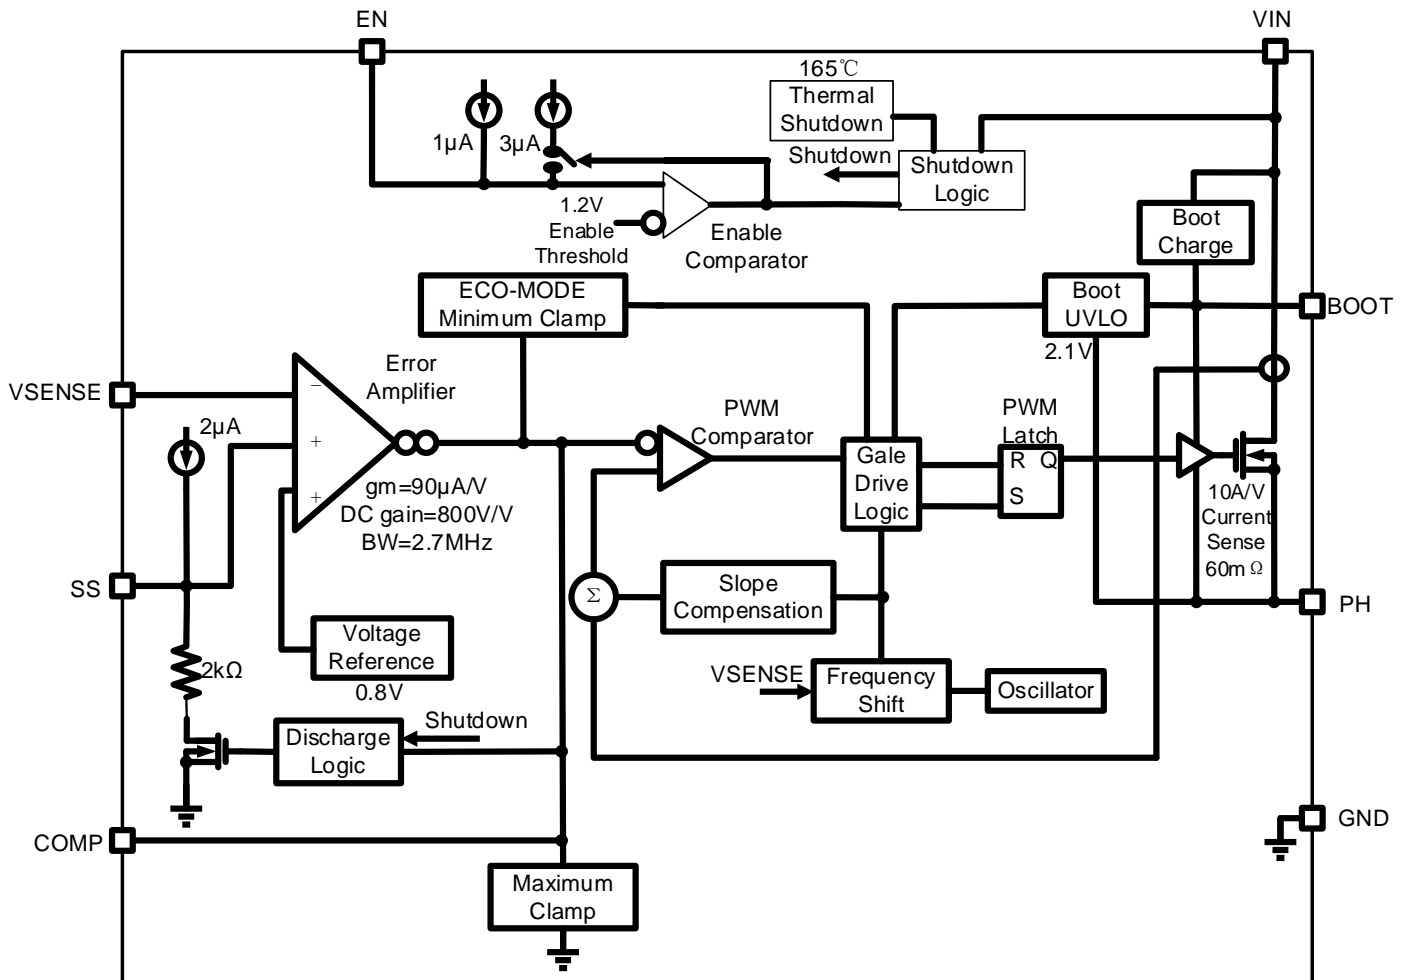 EN
VIN
165℃
Thermal
Shutdown
1µA
3µA
Shutdown
Shutdown
Logic
1.2V
Enable
Threshold
Enable
Comparator
Boot
Charge
ECO-MODE
Minimum Clamp
Boot
UVLO
2.1V
BOOT
VSENSE
Error
Amplifier
−
+
+
2µA
gm=90µA/V
DC gain=800V/V
BW=2.7MHz
PWM
Comparator
Gale
Drive
Logic
PWM
Latch
R Q
S
10A/V
Current
Sense
60mΩ
SS
Σ
Slope
Compensation
PH
Voltage
Reference
0.8V
2kΩ
VSENSE
Frequency
Shift
Oscillator
Shutdown
Discharge
Logic
COMP
GND
Maximum
Clamp